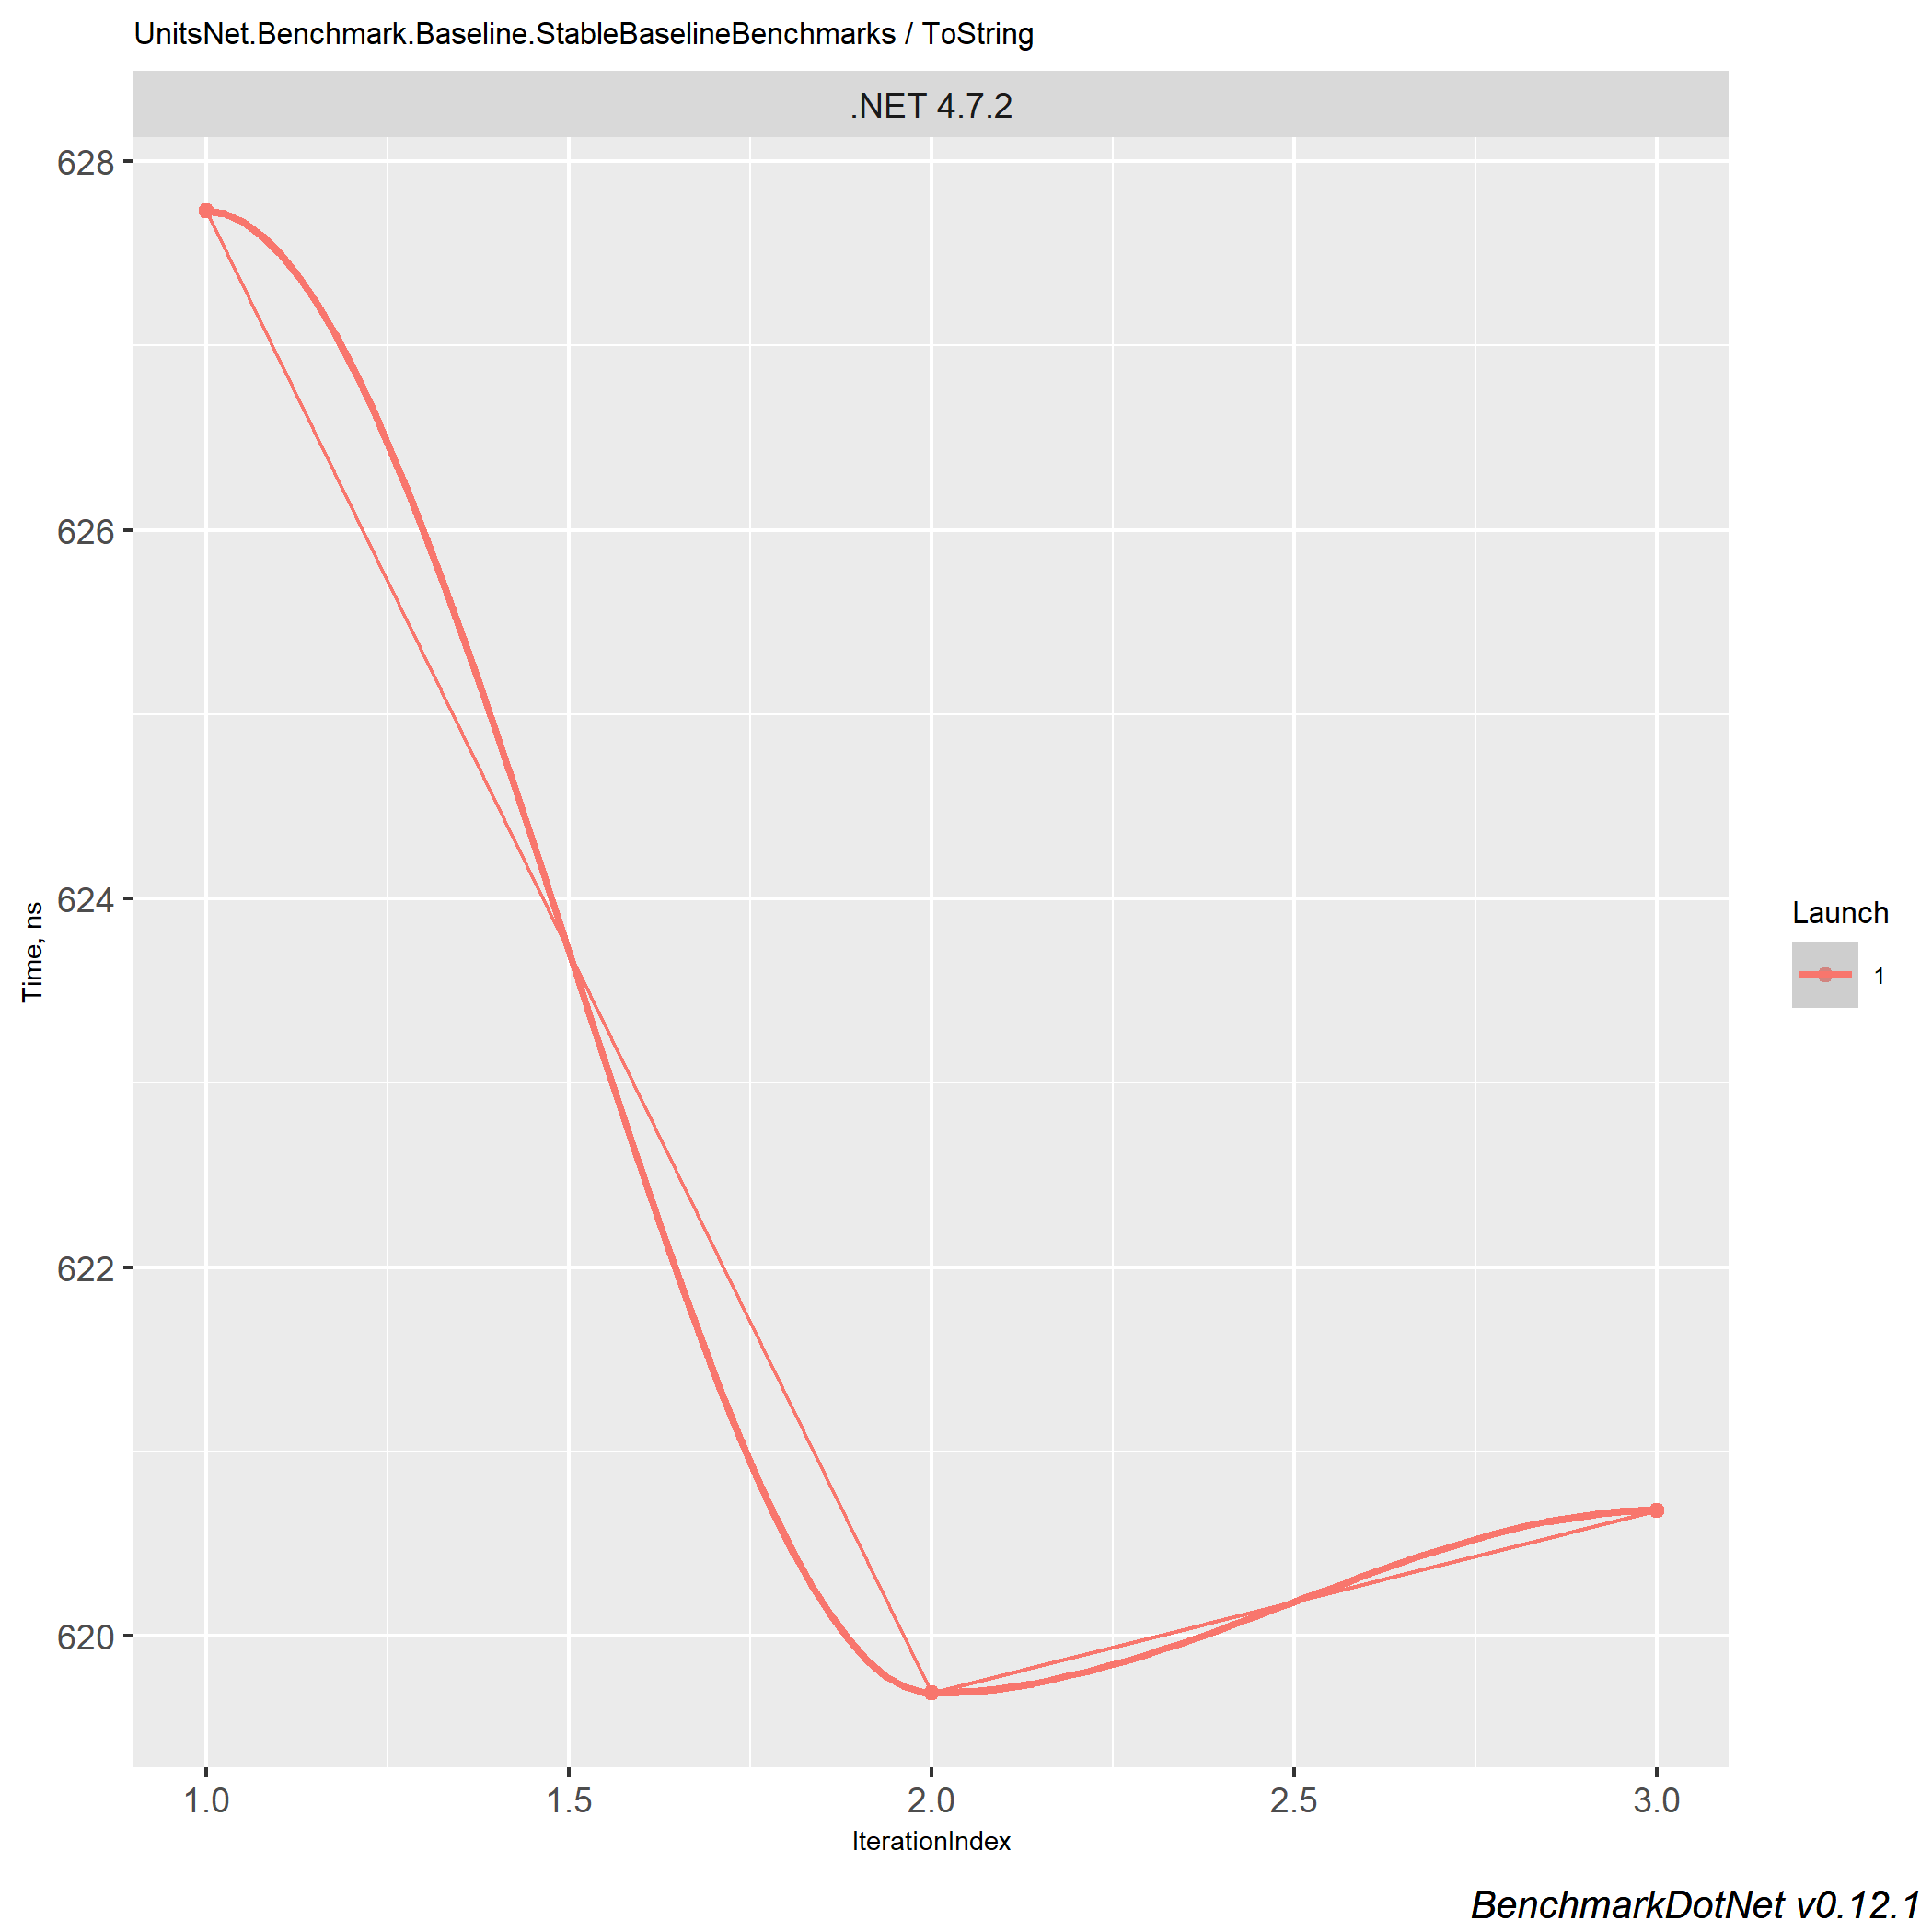 UnitsNet.Benchmark.Baseline.StableBaselineBenchmarks / ToString
.NET 4.7.2
628
626
624
622
620
Time, ns
1.0 1.5 2.0 2.5 3.0
IterationIndex
Launch
1
BenchmarkDotNet v0.12.1